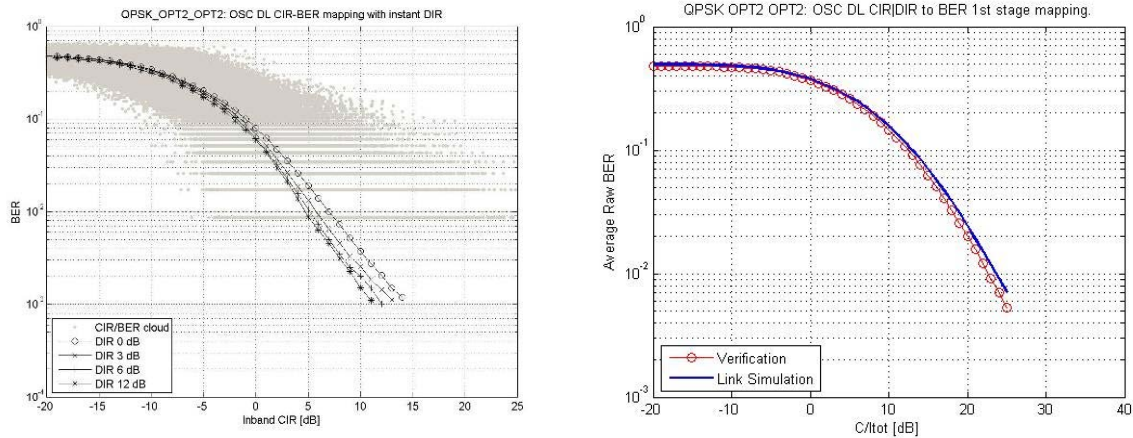 QPSK_OPT2_OPT2: OSC DL CIR-BER mapping with instant DIR
10^0
10^-1
10^-2
10^-3
10^-4
BER
CIR/BER cloud
DIR 0 dB
DIR 3 dB
DIR 6 dB
DIR 12 dB
-20 -15 -10 -5 0 5 10 15 20 25
Inband CIR [dB]
QPSK OPT2 OPT2: OSC DL CIR|DIR to BER 1st stage mapping.
10^0
10^-1
10^-2
10^-3
Average Raw BER
Verification
Link Simulation
-20 -10 0 10 20 30 40
C/Itot [dB]